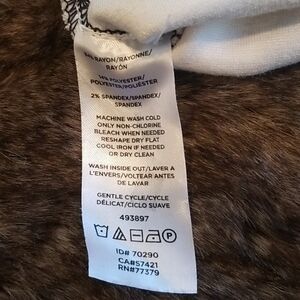 RAYON/RAYONNE/
RAYÓN
POLYESTER/
POLYESTER/POLIÉSTER
2% SPANDEX/SPANDEX/
SPANDEX
MACHINE WASH COLD
ONLY NON-CHLORINE
BLEACH WHEN NEEDED
RESHAPE DRY FLAT
COOL IRON IF NEEDED
OR DRY CLEAN
WASH INSIDE OUT/LAVER A
L'ENVERS/VOLTEAR ANTES
DE LAVAR
GENTLE CYCLE/CYCLE
DÉLICAT/CICLO SUAVE
493897
ID# 70290
CA#57421
RN#77379